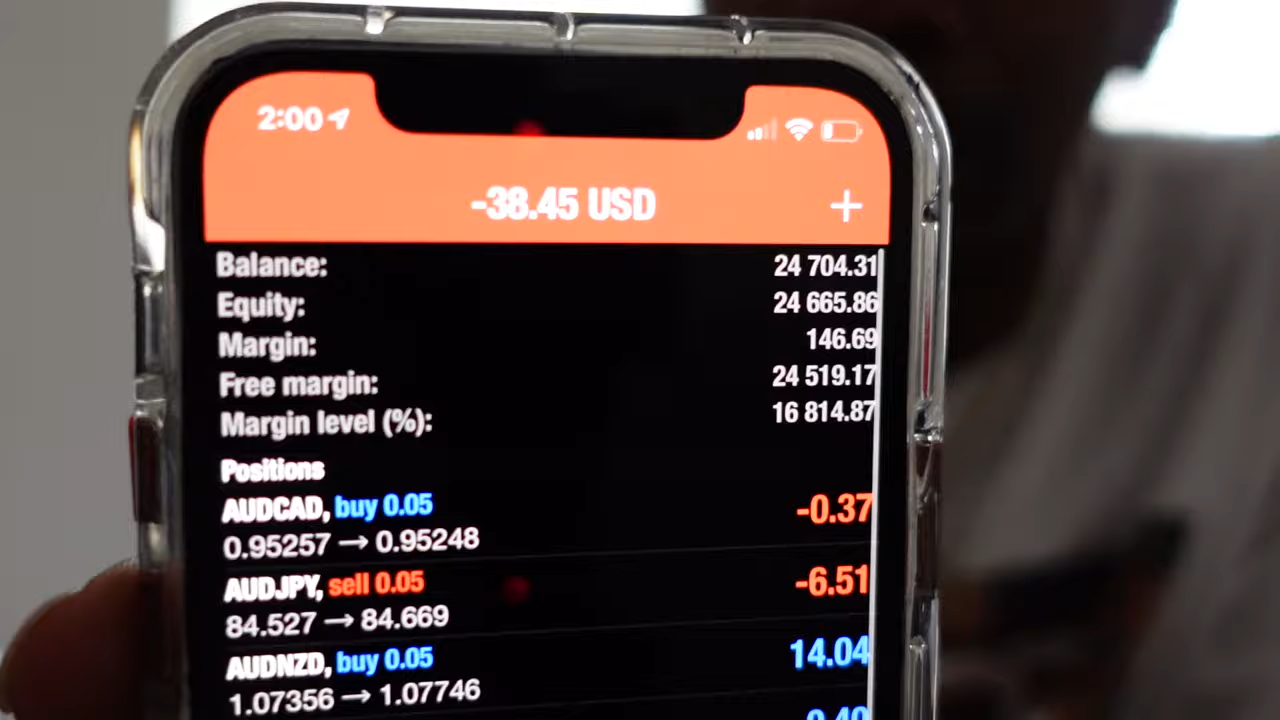 2:00
-38.45 USD +
Balance: 24 704.31
Equity: 24 665.86
Margin: 146.69
Free margin: 24 519.17
Margin level (%): 16 814.87
Positions
AUDCAD, buy 0.05 -0.37
0.95257 → 0.95248
AUDJPY, sell 0.05 -6.51
84.527 → 84.669
AUDNZD, buy 0.05 14.04
1.07356 → 1.07746